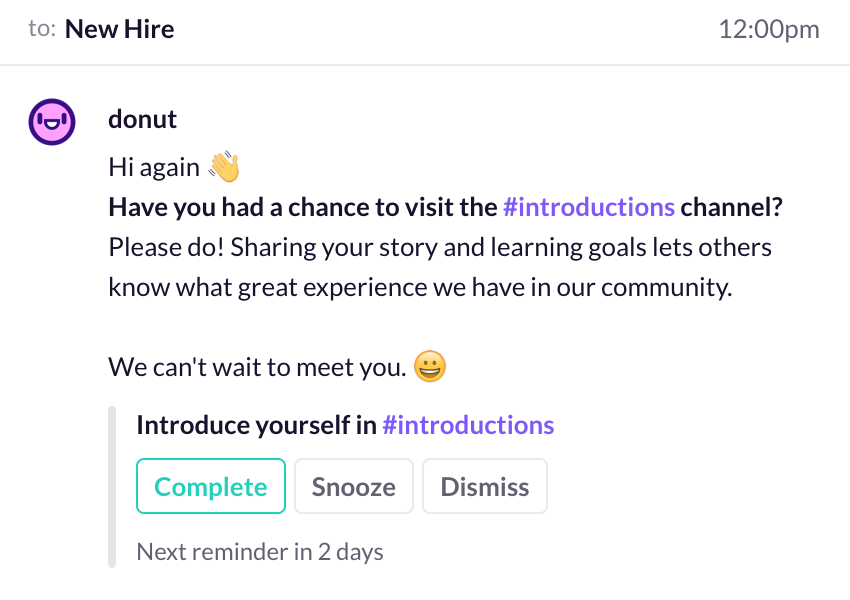 to: New Hire 12:00pm
donut
Hi again 👋
Have you had a chance to visit the #introductions channel?
Please do! Sharing your story and learning goals lets others
know what great experience we have in our community.
We can't wait to meet you. 😀
Introduce yourself in #introductions
Complete Snooze Dismiss
Next reminder in 2 days